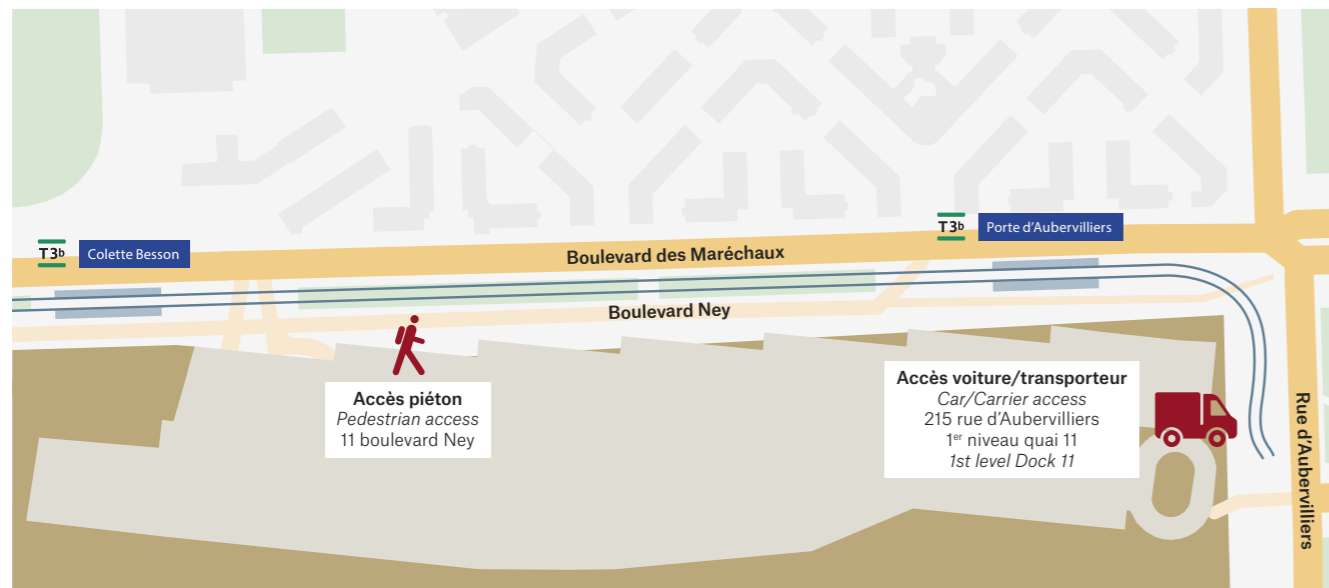 T3b
Colette Besson
Boulevard des Maréchaux
T3b
Porte d'Aubervilliers
Boulevard Ney
Accès piéton
Pedestrian access
11 boulevard Ney
Accès voiture/transporteur
Car/Carrier access
215 rue d'Aubervilliers
1er niveau quai 11
1st level Dock 11
Rue d'Aubervilliers